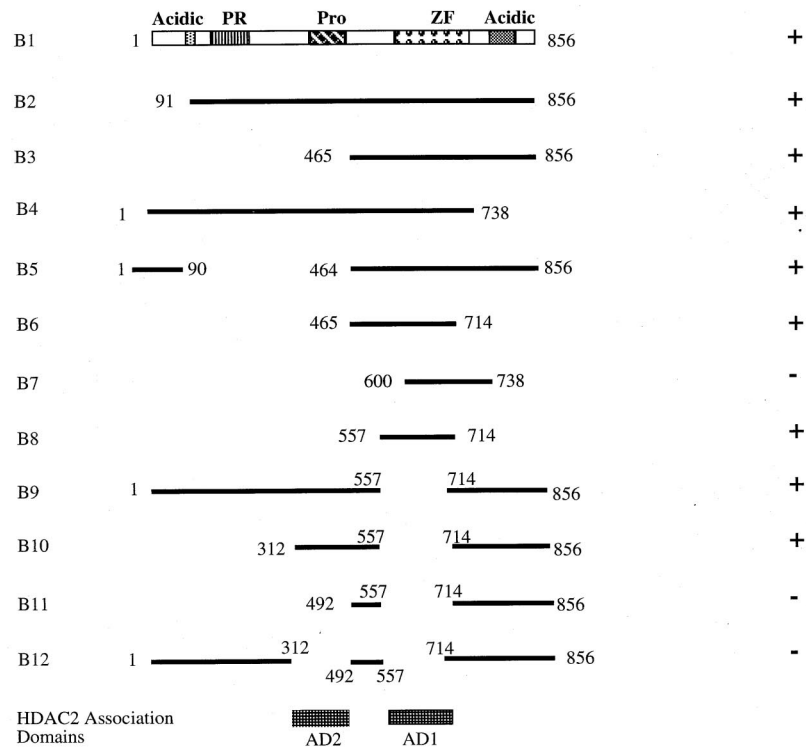 Acidic PR Pro ZF Acidic
B1 1 856 +
B2 91 856 +
B3 465 856 +
B4 1 738 +
B5 1 90 464 856 +
B6 465 714 +
B7 600 738 -
B8 557 714 +
B9 1 557 714 856 +
B10 312 557 714 856 +
B11 492 557 714 856 -
B12 1 312 492 557 714 856 -
HDAC2 Association
Domains AD2 AD1